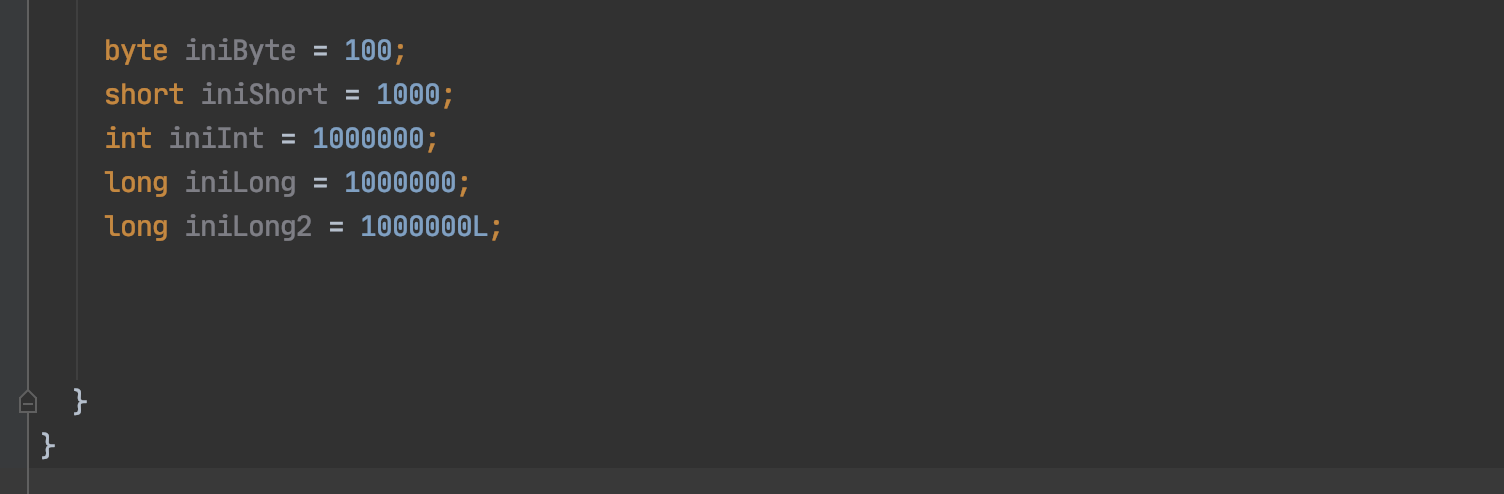 byte iniByte = 100;
short iniShort = 1000;
int iniInt = 1000000;
long iniLong = 1000000;
long iniLong2 = 1000000L;
}
}